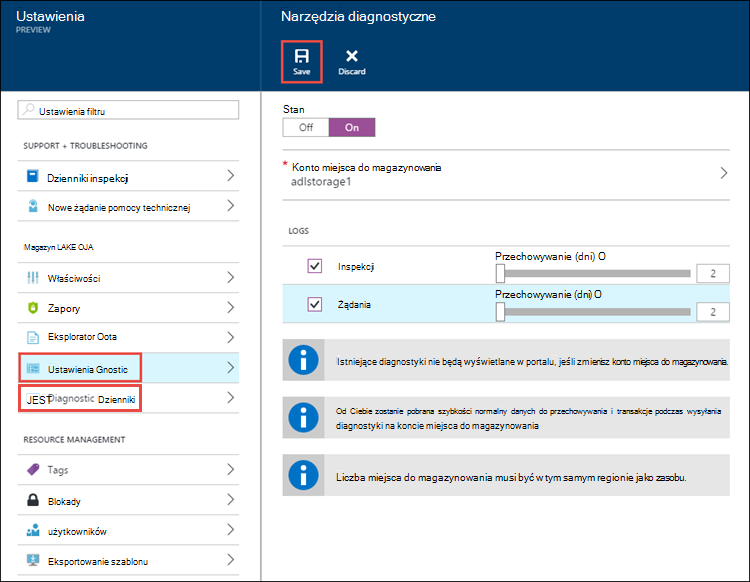 Ustawienia
PREVIEW
Ustawienia filtru
SUPPORT + TROUBLESHOOTING
Dzienniki inspekcji
Nowe żądanie pomocy technicznej
Magazyn LAKE OJA
Właściwości
Zapory
Eksplorator Oota
Ustawienia Gnostic
JEST Diagnostic Dzienniki
RESOURCE MANAGEMENT
Tags
Blokady
użytkowników
Eksportowanie szablonu
Narzędzia diagnostyczne
Save
Discard
Stan
Off
On
* Konto miejsca do magazynowania
adlstorage1
LOGS
Inspekcji
Przechowywanie (dni) O
2
Żądania
Przechowywanie (dni) O
2
Istniejące diagnostyki nie będą wyświetlane w portalu, jeśli zmienisz konto miejsca do magazynowania.
Od Ciebie zostanie pobrana szybkości normalny danych do przechowywania i transakcje podczas wysyłania
diagnostyki na koncie miejsca do magazynowania
Liczba miejsca do magazynowania musi być w tym samym regionie jako zasobu.